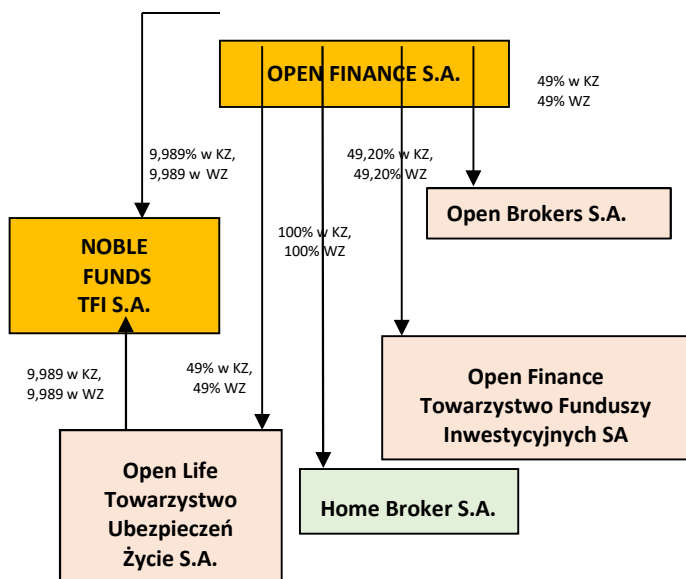 OPEN FINANCE S.A.
49% w KZ
49% WZ
9,989% w KZ,
9,989 w WZ
49,20% w KZ,
49,20% WZ
Open Brokers S.A.
NOBLE
FUNDS
TFI S.A.
100% w KZ,
100% WZ
9,989 w KZ,
9,989 w WZ
49% w KZ,
49% WZ
Open Finance
Towarzystwo Funduszy
Inwestycyjnych SA
Open Life
Towarzystwo
Ubezpieczeń
Życie S.A.
Home Broker S.A.